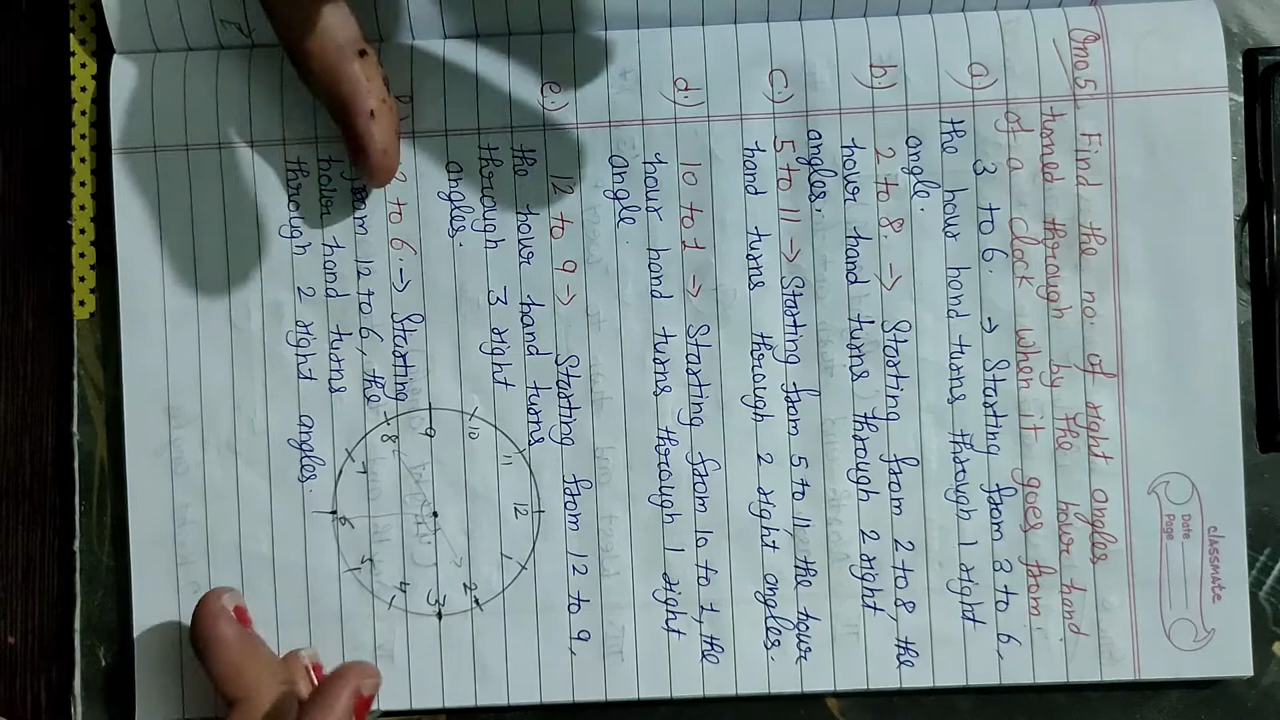 classmate
Date
Page
Qno5. Find the no. of right angles
turned through by the hour hand
of a clock when it goes from:
a) 3 to 6. → Starting from 3 to 6,
the hour hand turns through 1 right
angle.
b.) 2 to 8. → Starting from 2 to 8, the
hour hand turns through 2 right
angles.
c.) 5 to 11 → Starting from 5 to 11, the hour
hand turns through 2 right angles.
d.) 10 to 1 → Starting from 10 to 1, the
hour hand turns through 1 right
angle.
e.) 12 to 9 → Starting from 12 to 9,
the hour hand turns
through 3 right
angles.
to 6. → Starting
12 to 6, the
hour hand turns
through 2 right angles.
12
1
2
3
4
5
6
7
8
9
10
11